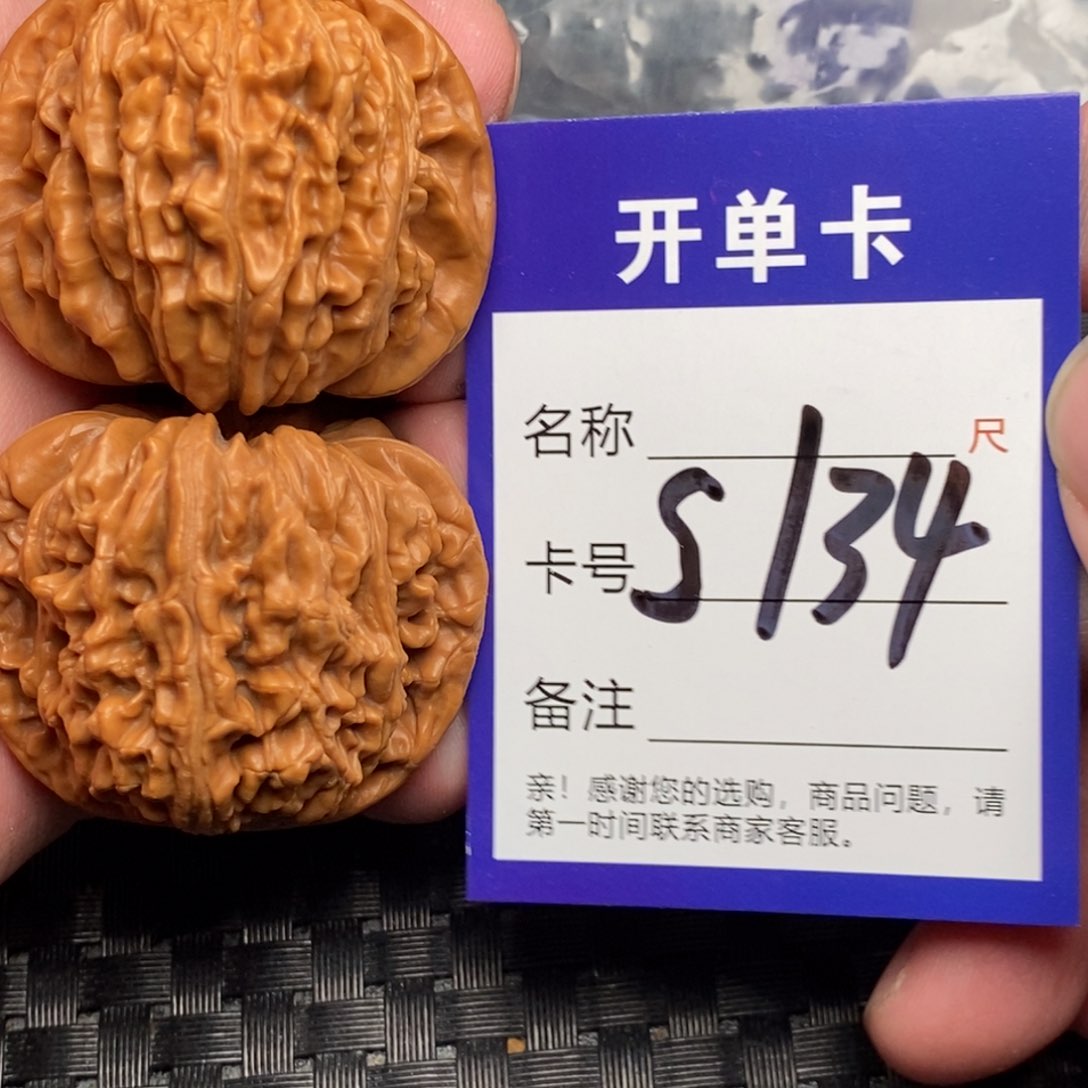 开单卡
名称 尺
卡号 S134
备注
亲！感谢您的选购，商品问题，请
第一时间联系商家客服。